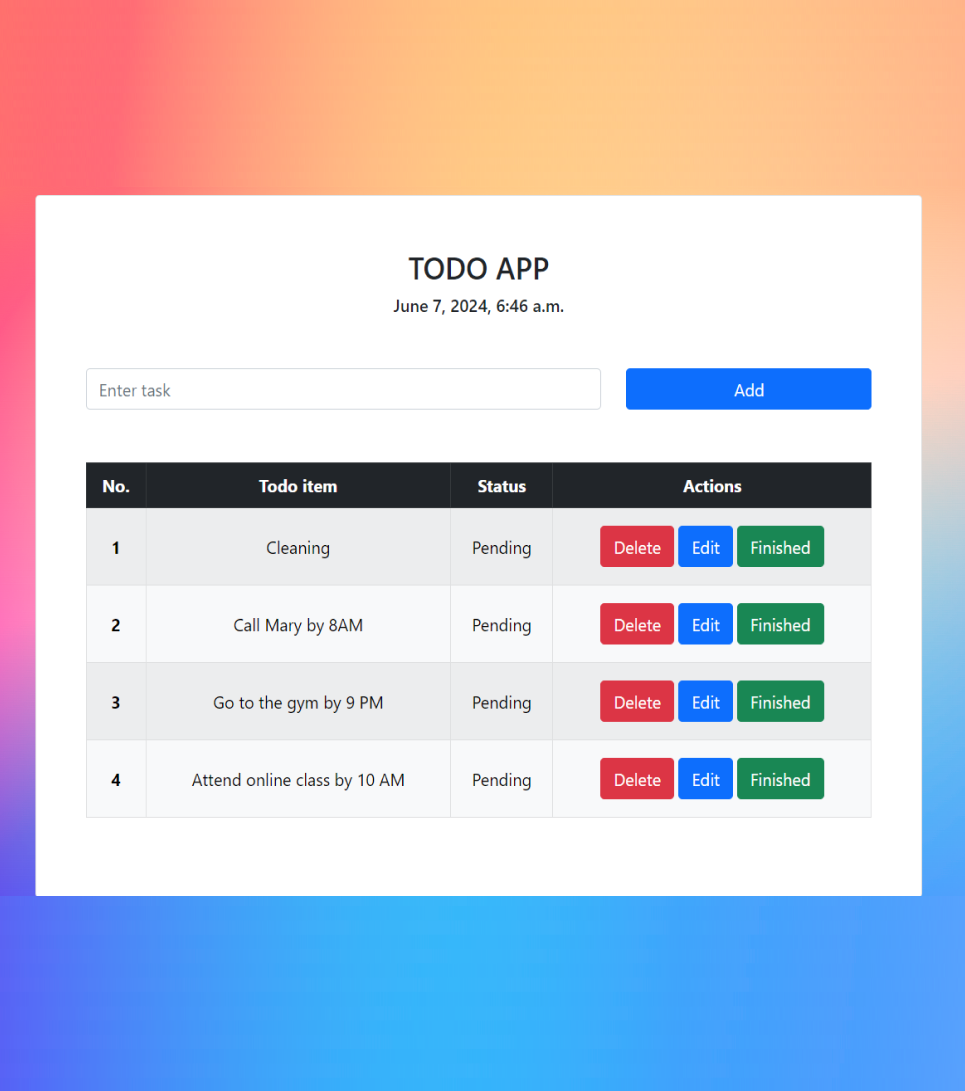 TODO APP
June 7, 2024, 6:46 a.m.
Enter task Add
No. Todo item Status Actions
1 Cleaning Pending Delete Edit Finished
2 Call Mary by 8AM Pending Delete Edit Finished
3 Go to the gym by 9 PM Pending Delete Edit Finished
4 Attend online class by 10 AM Pending Delete Edit Finished